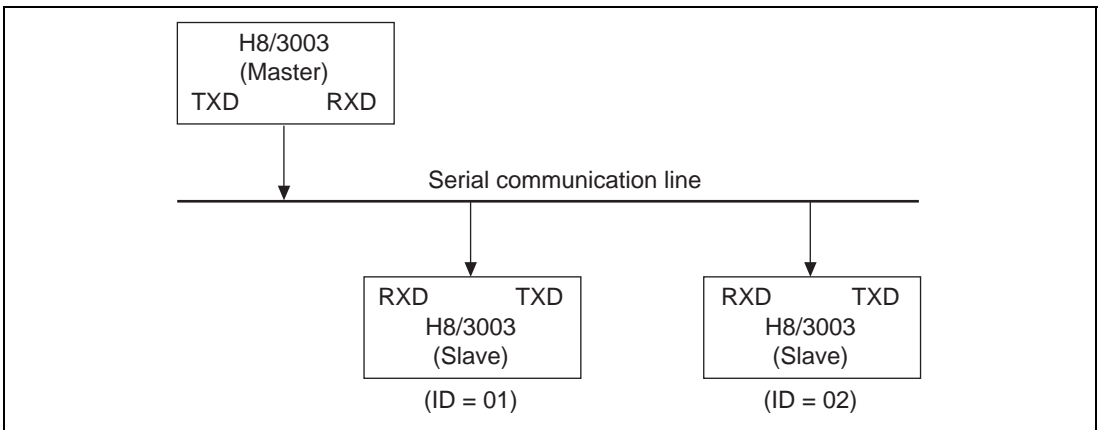 H8/3003
(Master)
TXD RXD
Serial communication line
RXD TXD
H8/3003
(Slave)
(ID = 01)
RXD TXD
H8/3003
(Slave)
(ID = 02)